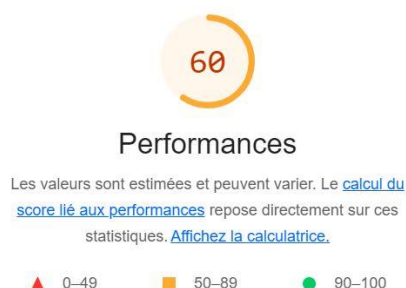 60
Performances
Les valeurs sont estimées et peuvent varier. Le calcul du
score lié aux performances repose directement sur ces
statistiques. Affichez la calculatrice.
0–49 50–89 90–100